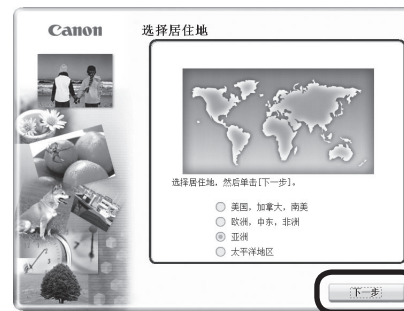 Canon
选择居住地
选择居住地，然后单击[下一步]。
美国，加拿大，南美
欧洲，中东，非洲
亚洲
太平洋地区
下一步